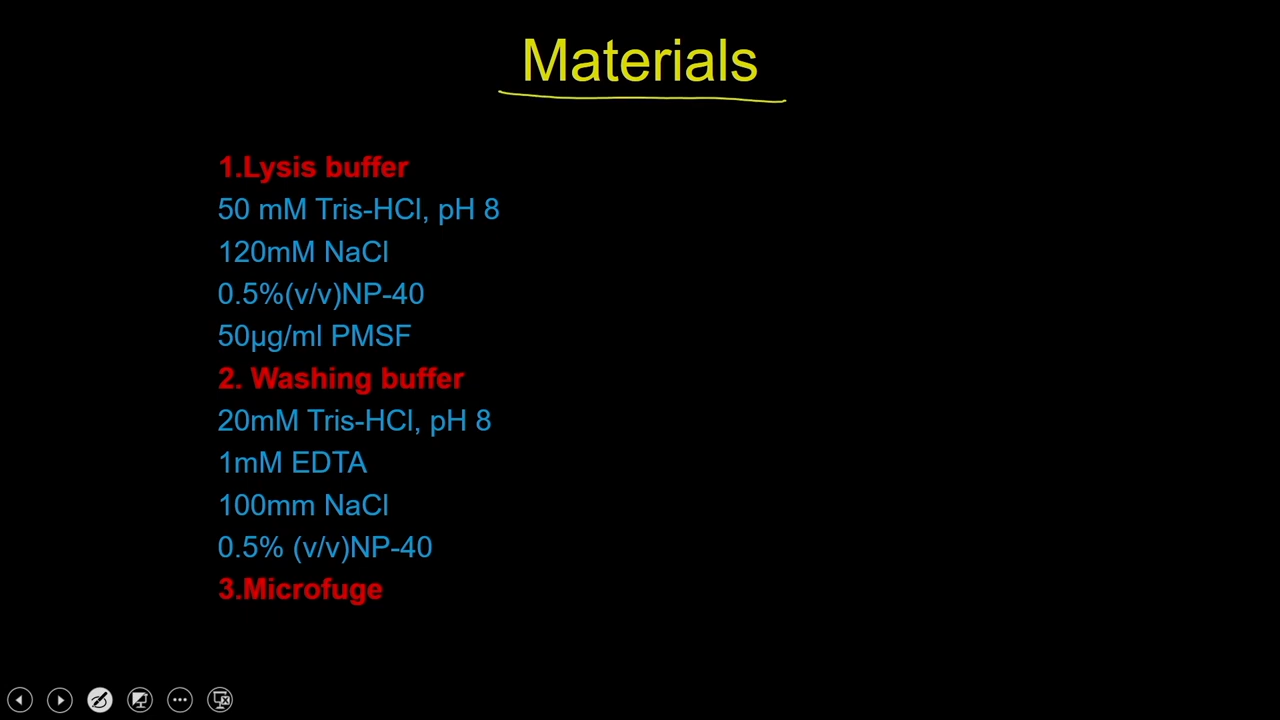 Materials
1.Lysis buffer
50 mM Tris-HCl, pH 8
120mM NaCl
0.5%(v/v)NP-40
50µg/ml PMSF
2. Washing buffer
20mM Tris-HCl, pH 8
1mM EDTA
100mm NaCl
0.5% (v/v)NP-40
3.Microfuge